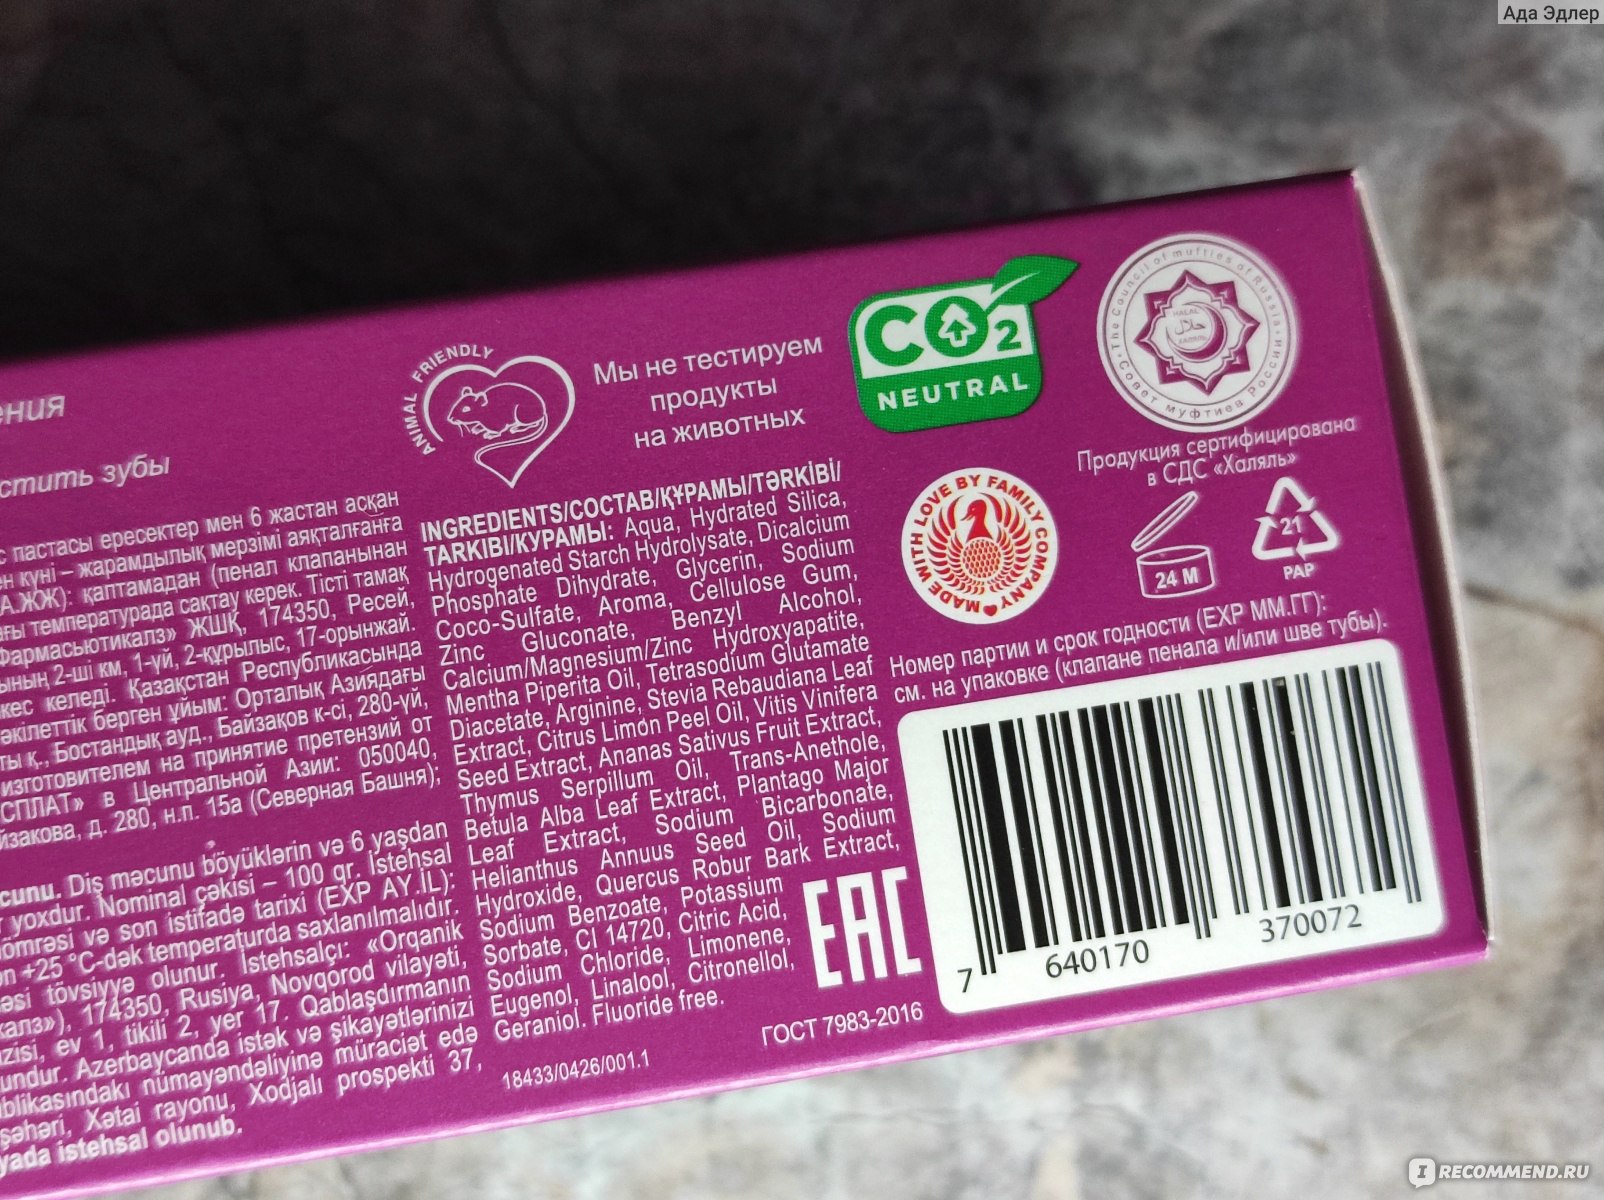 Ада Эдлер
ения
стить зубы
с пастасы ересектер мен 6 жастан асқан
ен күні – жарамдылық мерзімі аяқталғанға
А.ЖЖ): қаптамадан (пенал клапанынан
ағы температурада сақтау керек. Тісті тамақ
Фармасьютикалз» ЖШҚ, 174350, Ресей,
ының 2-ші км, 1-үй, 2-құрылыс, 17-орынжай.
кес келеді. Қазақстан Республикасында
әкілеттік берген ұйым: Орталық Азиядағы
ты қ., Бостандық ауд., Байзаков к-сі, 280-үй,
изготовителем на принятие претензий от
СПЛАТ» в Центральной Азии: 050040,
йзакова, д. 280, н.п. 15а (Северная Башня);
cunu. Diş məcunu böyüklərin və 6 yaşdan
r yoxdur. Nominal çəkisi – 100 qr. İstehsal
ömrəsi və son istifadə tarixi (EXP AY.İL):
n +25 °C-dək temperaturda saxlanılmalıdır.
əsi tövsiyyə olunur. İstehsalçı: «Orqanik
kalz»), 174350, Rusiya, Novqorod vilayəti,
zisi, ev 1, tikili 2, yer 17. Qablaşdırmanın
undur. Azerbaycanda istək və şikayətlərinizi
blikasındakı nümayəndəliyinə müraciət edə
şəhəri, Xətai rayonu, Xodjalı prospekti 37,
yada istehsal olunub.
ANIMAL FRIENDLY
Мы не тестируем
продукты
на животных
INGREDIENTS/СОСТАВ/ҚҰРАМЫ/TƏRKİBİ/
TARKIBI/КУРАМЫ: Aqua, Hydrated Silica,
Hydrogenated Starch Hydrolysate, Dicalcium
Phosphate Dihydrate, Glycerin, Sodium
Coco-Sulfate, Aroma, Cellulose Gum,
Zinc Gluconate, Benzyl Alcohol,
Calcium/Magnesium/Zinc Hydroxyapatite,
Mentha Piperita Oil, Tetrasodium Glutamate
Diacetate, Arginine, Stevia Rebaudiana Leaf
Extract, Citrus Limon Peel Oil, Vitis Vinifera
Seed Extract, Ananas Sativus Fruit Extract,
Thymus Serpillum Oil, Trans-Anethole,
Betula Alba Leaf Extract, Plantago Major
Leaf Extract, Sodium Bicarbonate,
Helianthus Annuus Seed Oil, Sodium
Hydroxide, Quercus Robur Bark Extract,
Sodium Benzoate, Potassium
Sorbate, CI 14720, Citric Acid,
Sodium Chloride, Limonene,
Eugenol, Linalool, Citronellol,
Geraniol. Fluoride free.
18433/0426/001.1
CO2
NEUTRAL
The Council of mufties of Russia
Совет муфтиев России
HALAL
حلال
ХАЛЯЛЬ
Продукция сертифицирована
в СДС «Халяль»
MADE WITH LOVE BY FAMILY COMPANY
24 M
21
PAP
Номер партии и срок годности (EXP ММ.ГГ):
см. на упаковке (клапане пенала и/или шве тубы).
EAC
ГОСТ 7983-2016
7 640170 370072
IRECOMMEND.RU